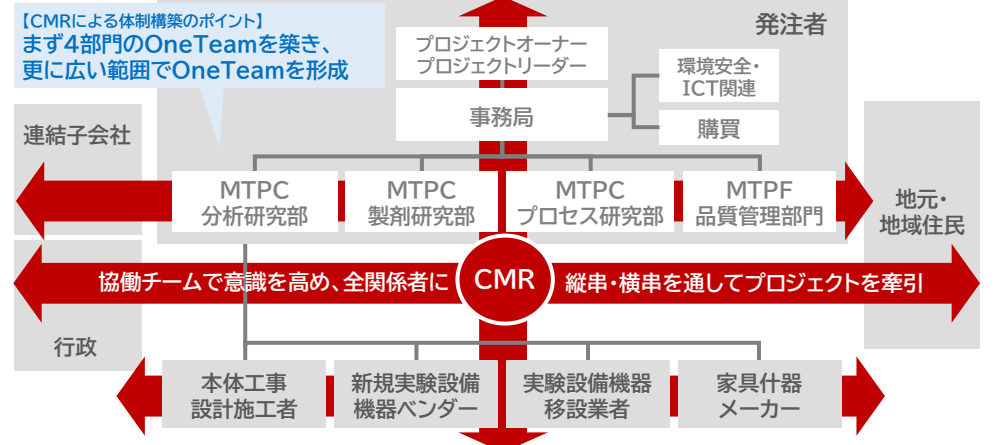 【CMRによる体制構築のポイント】
まず4部門のOneTeamを築き、
更に広い範囲でOneTeamを形成
発注者
プロジェクトオーナー
プロジェクトリーダー
環境安全・
ICT関連
事務局
購買
連結子会社
MTPC
分析研究部
MTPC
製剤研究部
MTPC
プロセス研究部
MTPF
品質管理部門
地元・
地域住民
協働チームで意識を高め、全関係者に
CMR
縦串・横串を通してプロジェクトを牽引
行政
本体工事
設計施工者
新規実験設備
機器ベンダー
実験設備機器
移設業者
家具什器
メーカー